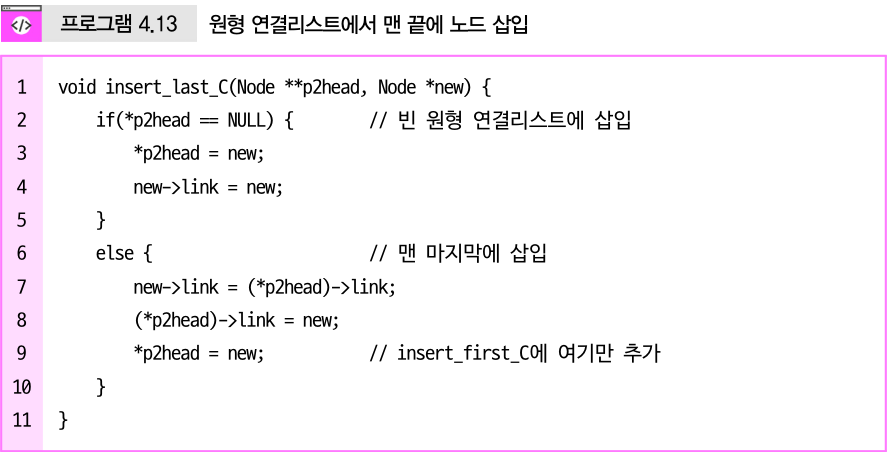 </> 프로그램 4.13 원형 연결리스트에서 맨 끝에 노드 삽입
1 void insert_last_C(Node **p2head, Node *new) {
2 if(*p2head == NULL) { // 빈 원형 연결리스트에 삽입
3 *p2head = new;
4 new->link = new;
5 }
6 else { // 맨 마지막에 삽입
7 new->link = (*p2head)->link;
8 (*p2head)->link = new;
9 *p2head = new; // insert_first_C에 여기만 추가
10 }
11 }